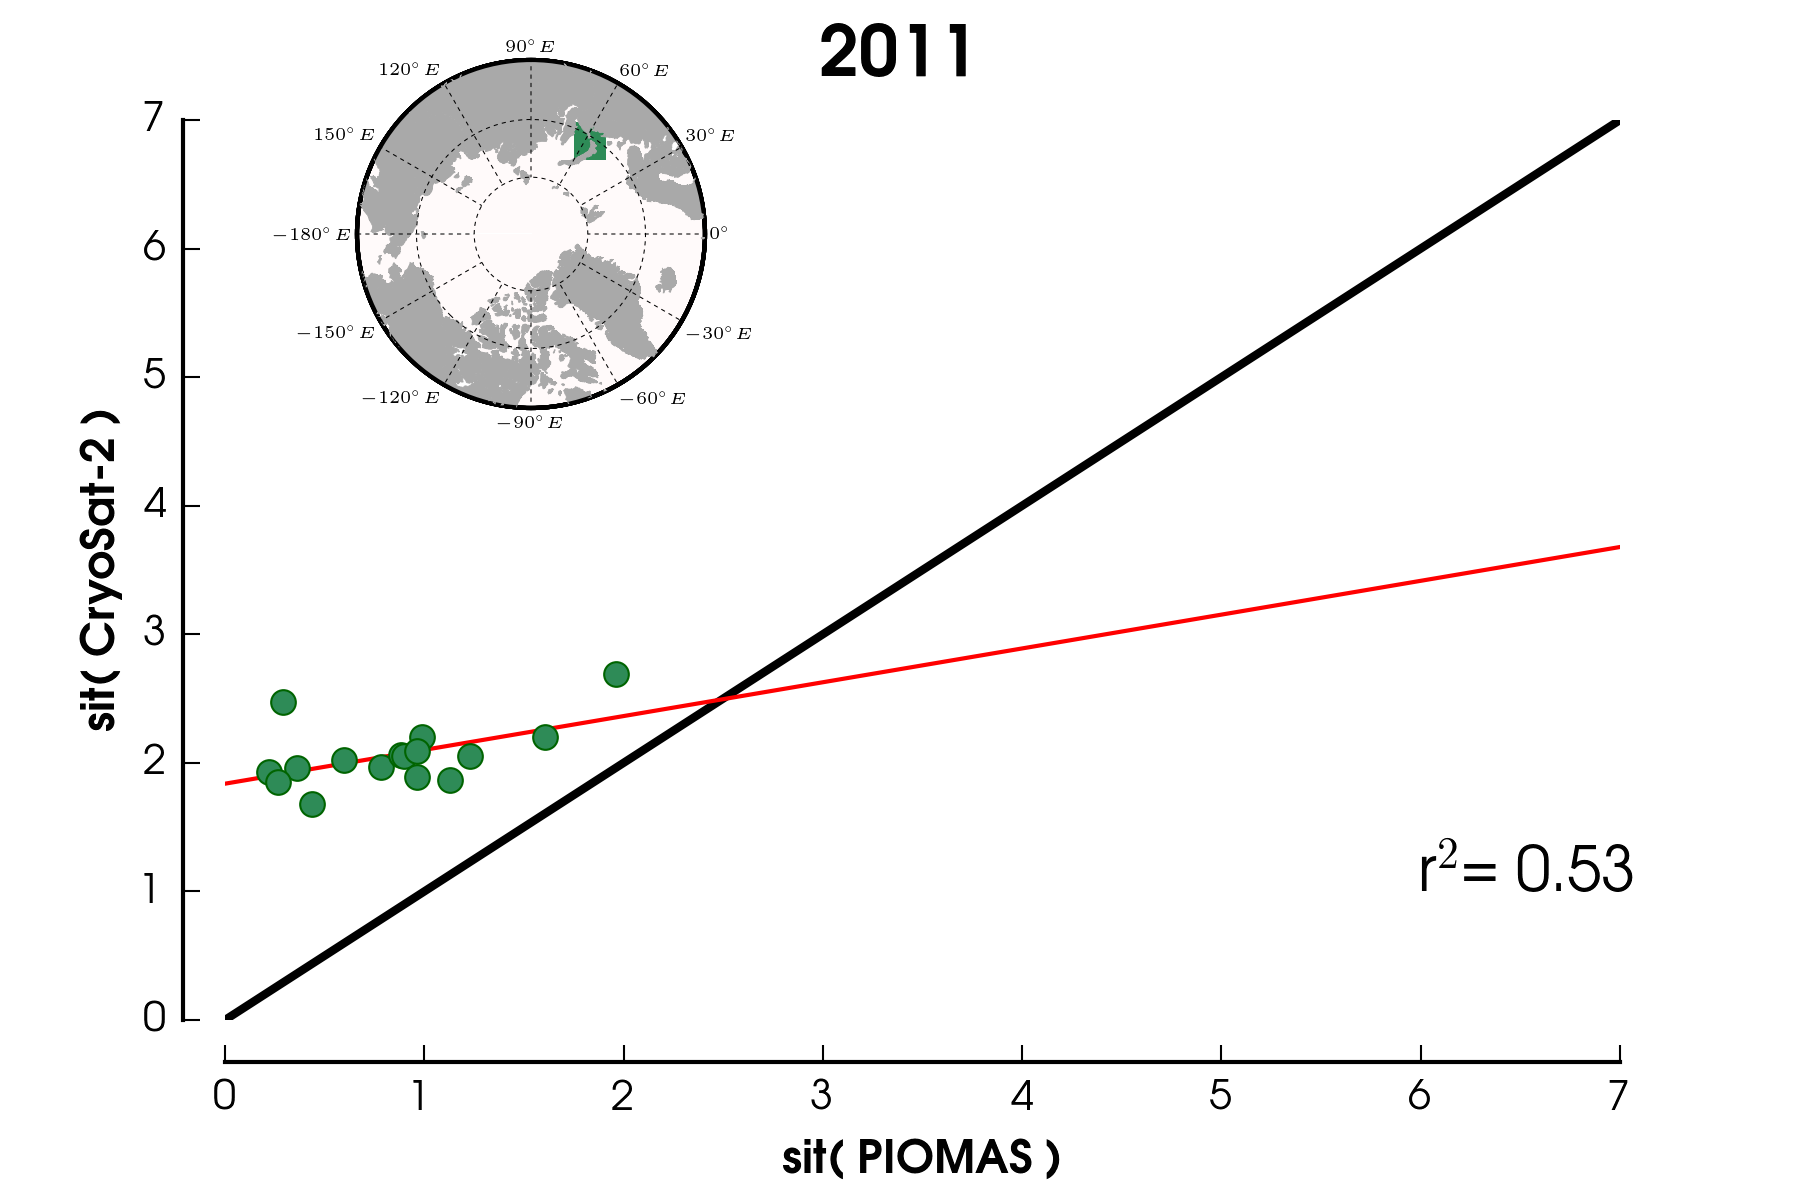 2011
90° E
120° E
60° E
150° E
30° E
−180° E
0°
−150° E
−30° E
−120° E
−60° E
−90° E
7
6
5
4
3
2
1
0
sit( CryoSat-2 )
r²= 0.53
0 1 2 3 4 5 6 7
sit( PIOMAS )